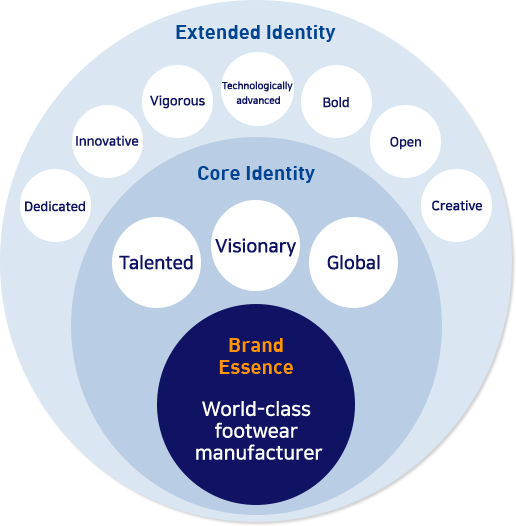 Extended Identity
Technologically
advanced
Vigorous
Bold
Innovative
Open
Dedicated
Creative
Core Identity
Talented
Visionary
Global
Brand
Essence
World-class
footwear
manufacturer